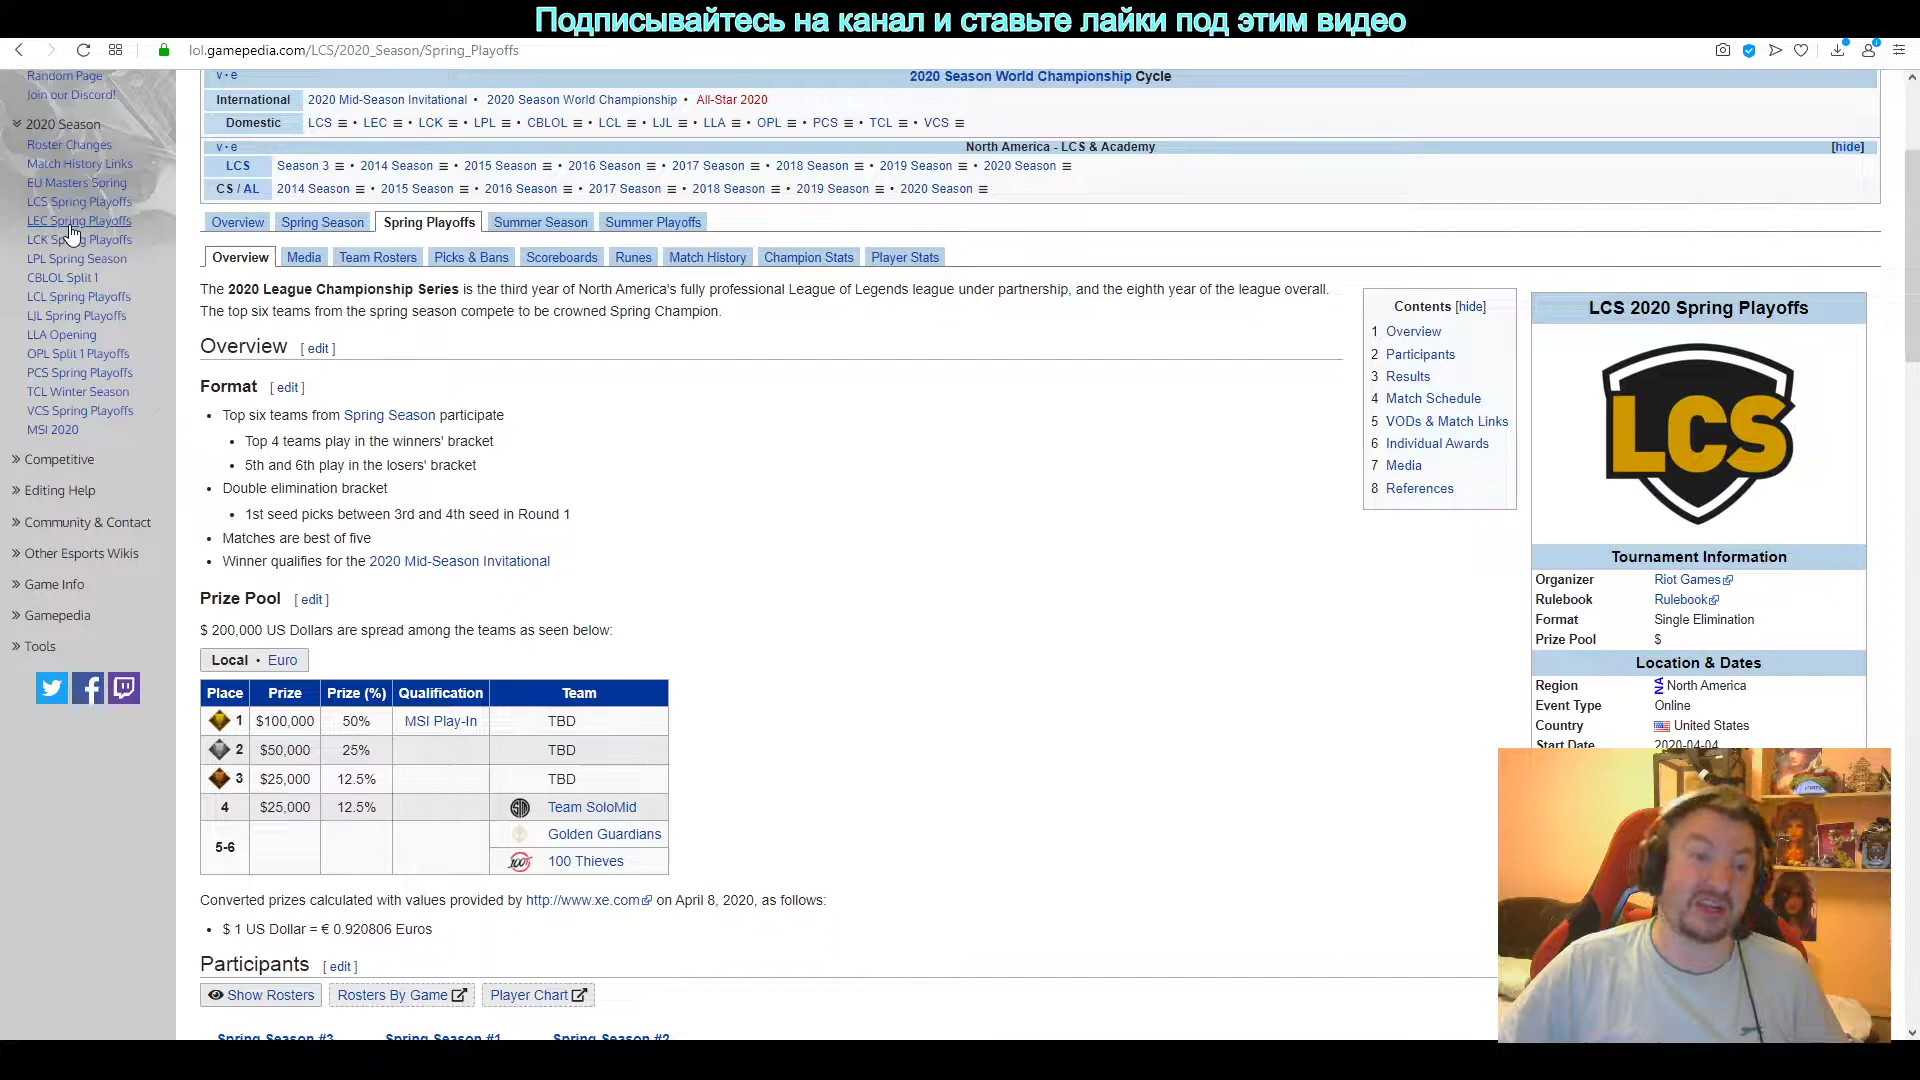 Подписывайтесь на канал и ставьте лайки под этим видео
lol.gamepedia.com/LCS/2020_Season/Spring_Playoffs
Random Page
Join our Discord!
2020 Season
Roster Changes
Match History Links
EU Masters Spring
LCS Spring Playoffs
LEC Spring Playoffs
LCK Spring Playoffs
LPL Spring Season
CBLOL Split 1
LCL Spring Playoffs
LJL Spring Playoffs
LLA Opening
OPL Split 1 Playoffs
PCS Spring Playoffs
TCL Winter Season
VCS Spring Playoffs
MSI 2020
Competitive
Editing Help
Community & Contact
Other Esports Wikis
Game Info
Gamepedia
Tools
v • e 2020 Season World Championship Cycle
International 2020 Mid-Season Invitational • 2020 Season World Championship • All-Star 2020
Domestic LCS • LEC • LCK • LPL • CBLOL • LCL • LJL • LLA • OPL • PCS • TCL • VCS
v • e North America - LCS & Academy [hide]
LCS Season 3 • 2014 Season • 2015 Season • 2016 Season • 2017 Season • 2018 Season • 2019 Season • 2020 Season
CS / AL 2014 Season • 2015 Season • 2016 Season • 2017 Season • 2018 Season • 2019 Season • 2020 Season
Overview Spring Season Spring Playoffs Summer Season Summer Playoffs
Overview Media Team Rosters Picks & Bans Scoreboards Runes Match History Champion Stats Player Stats
The 2020 League Championship Series is the third year of North America's fully professional League of Legends league under partnership, and the eighth year of the league overall.
The top six teams from the spring season compete to be crowned Spring Champion.
Overview [ edit ]
Format [ edit ]
• Top six teams from Spring Season participate
• Top 4 teams play in the winners' bracket
• 5th and 6th play in the losers' bracket
• Double elimination bracket
• 1st seed picks between 3rd and 4th seed in Round 1
• Matches are best of five
• Winner qualifies for the 2020 Mid-Season Invitational
Prize Pool [ edit ]
$ 200,000 US Dollars are spread among the teams as seen below:
Local • Euro
Place Prize Prize (%) Qualification Team
1 $100,000 50% MSI Play-In TBD
2 $50,000 25% TBD
3 $25,000 12.5% TBD
4 $25,000 12.5% Team SoloMid
5-6 Golden Guardians
100 Thieves
Converted prizes calculated with values provided by http://www.xe.com on April 8, 2020, as follows:
• $ 1 US Dollar = € 0.920806 Euros
Participants [ edit ]
Show Rosters Rosters By Game Player Chart
Spring Season #3 Spring Season #1 Spring Season #2
Contents [hide]
1 Overview
2 Participants
3 Results
4 Match Schedule
5 VODs & Match Links
6 Individual Awards
7 Media
8 References
LCS 2020 Spring Playoffs
LCS
Tournament Information
Organizer Riot Games
Rulebook Rulebook
Format Single Elimination
Prize Pool $
Location & Dates
Region NA North America
Event Type Online
Country United States
Start Date 2020-04-04